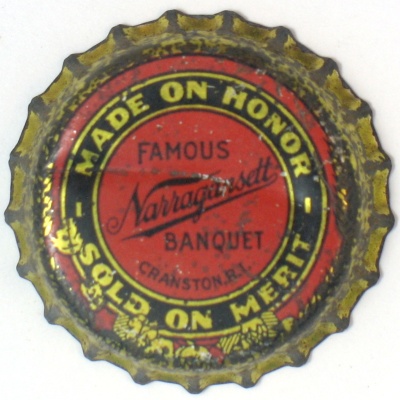 MADE ON HONOR
FAMOUS
Narragansett
BANQUET
CRANSTON, R.I.
SOLD ON MERIT